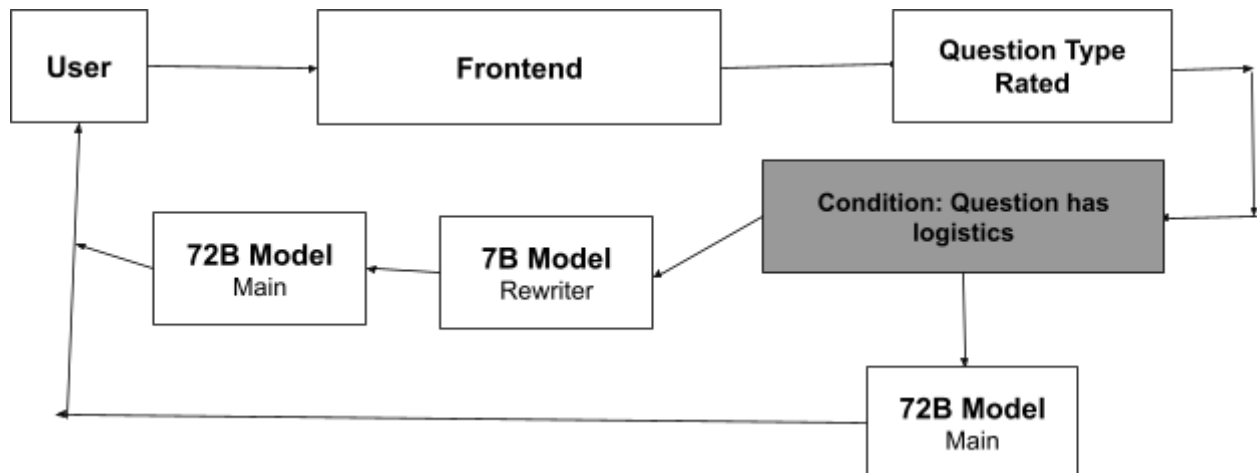 User
Frontend
Question Type
Rated
Condition: Question has
logistics
72B Model
Main
7B Model
Rewriter
72B Model
Main